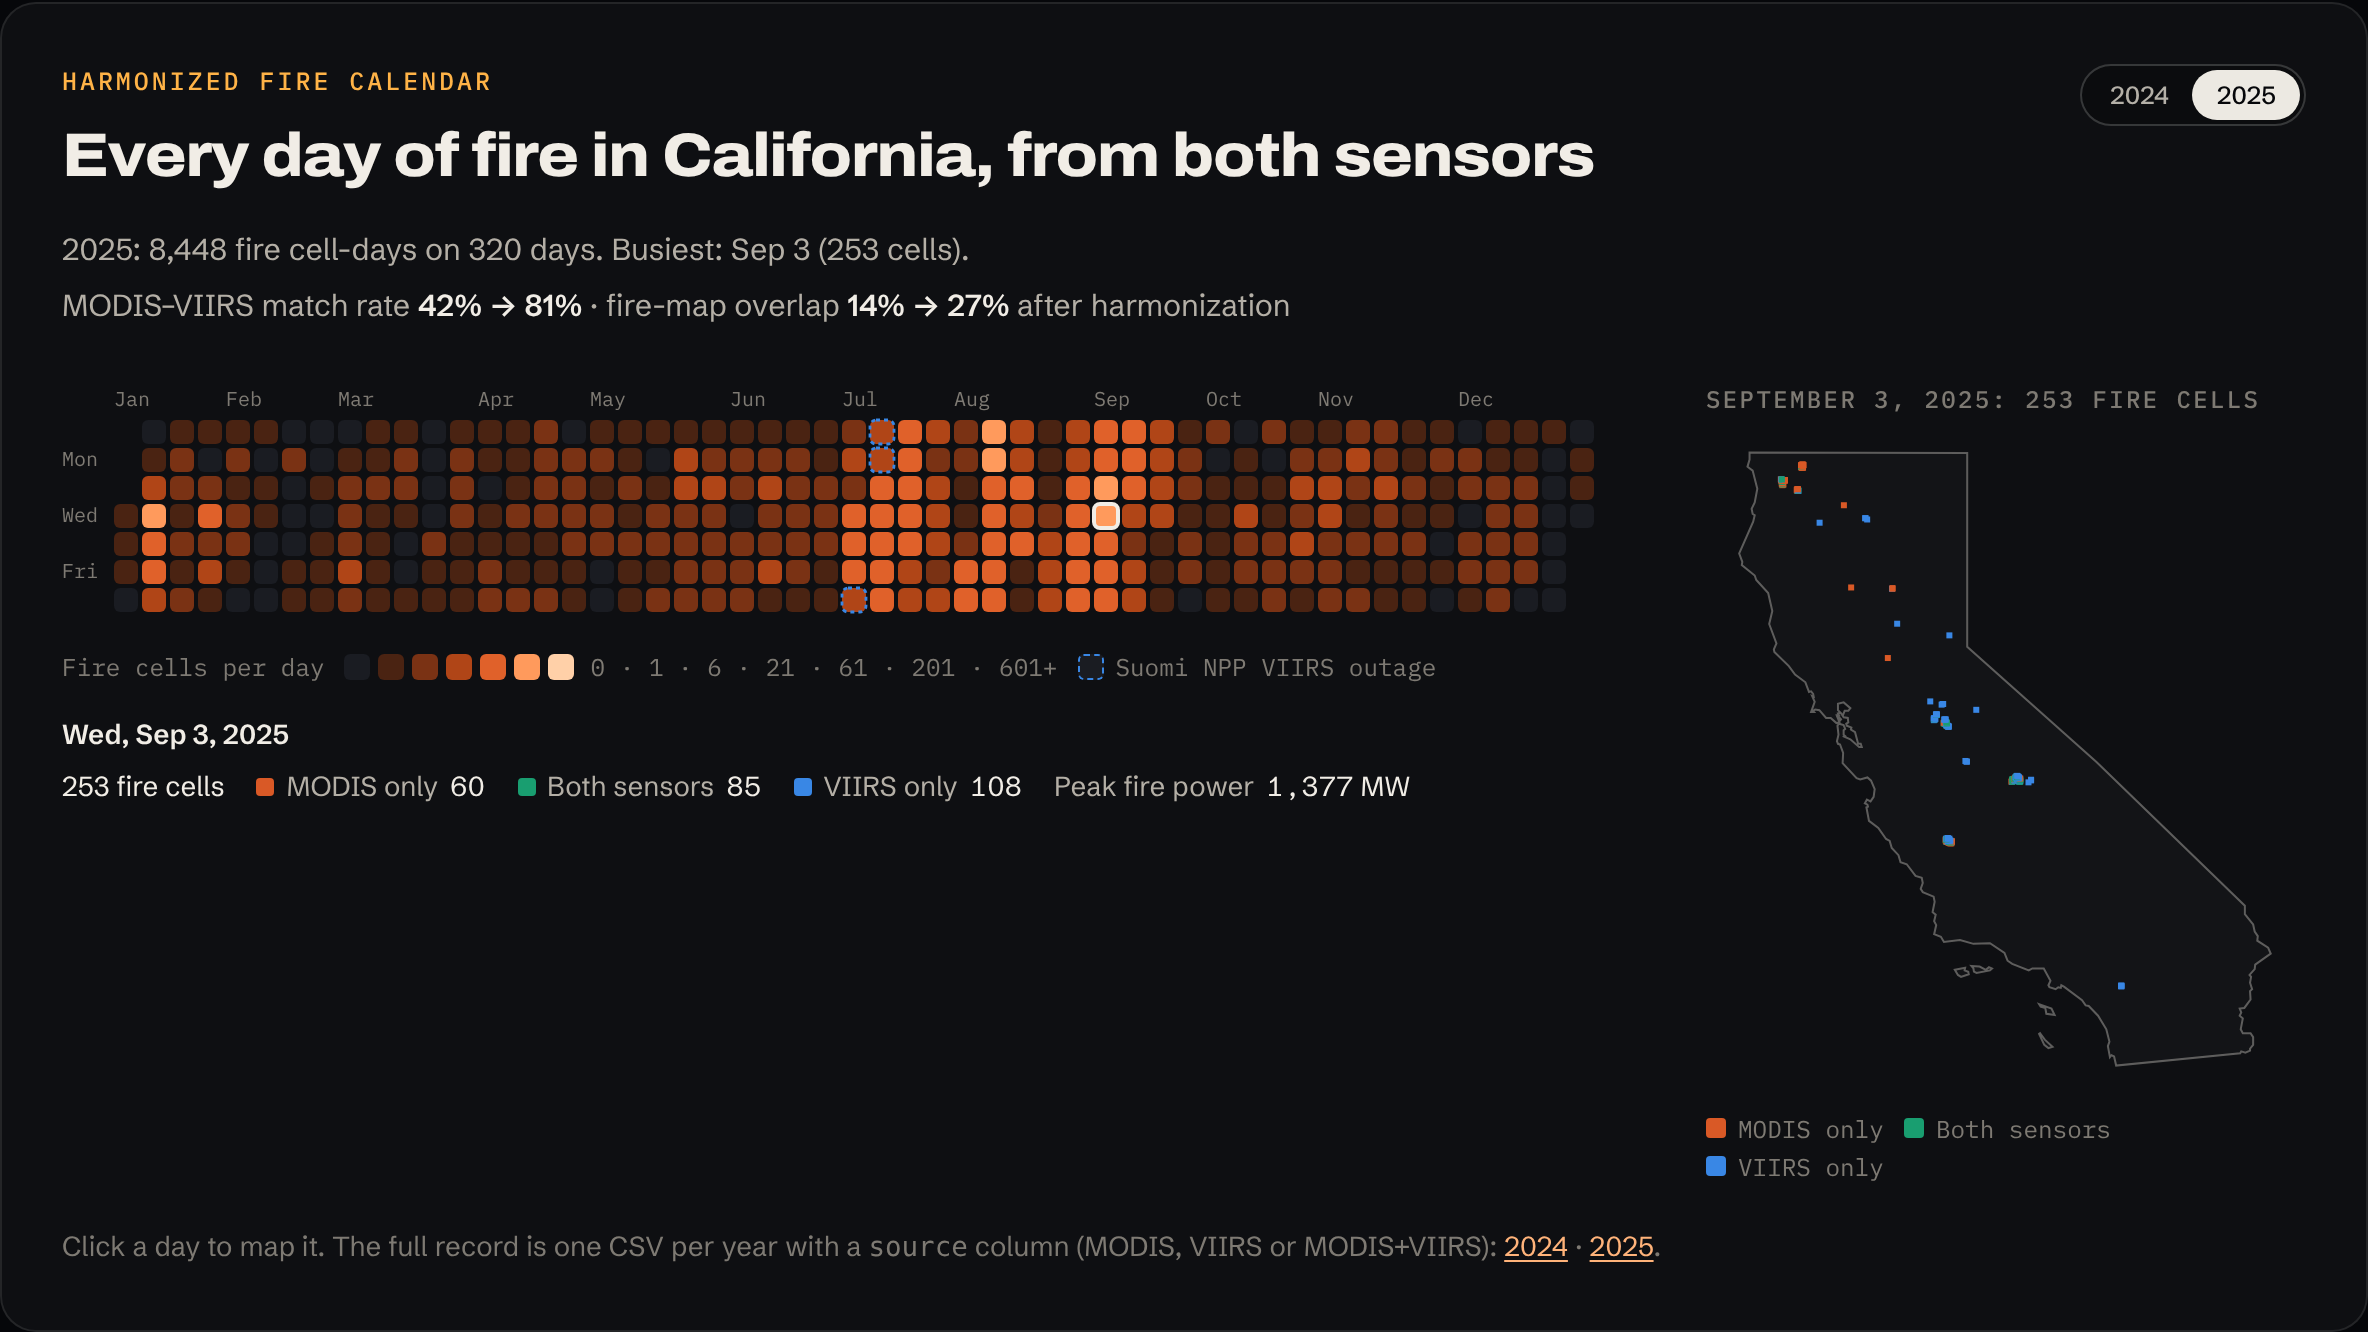 HARMONIZED FIRE CALENDAR
2024 2025
Every day of fire in California, from both sensors
2025: 8,448 fire cell-days on 320 days. Busiest: Sep 3 (253 cells).
MODIS–VIIRS match rate 42% → 81% · fire-map overlap 14% → 27% after harmonization
Jan Feb Mar Apr May Jun Jul Aug Sep Oct Nov Dec
Mon
Wed
Fri
Fire cells per day 0 · 1 · 6 · 21 · 61 · 201 · 601+ Suomi NPP VIIRS outage
Wed, Sep 3, 2025
253 fire cells MODIS only 60 Both sensors 85 VIIRS only 108 Peak fire power 1,377 MW
SEPTEMBER 3, 2025: 253 FIRE CELLS
MODIS only Both sensors
VIIRS only
Click a day to map it. The full record is one CSV per year with a source column (MODIS, VIIRS or MODIS+VIIRS): 2024 · 2025.